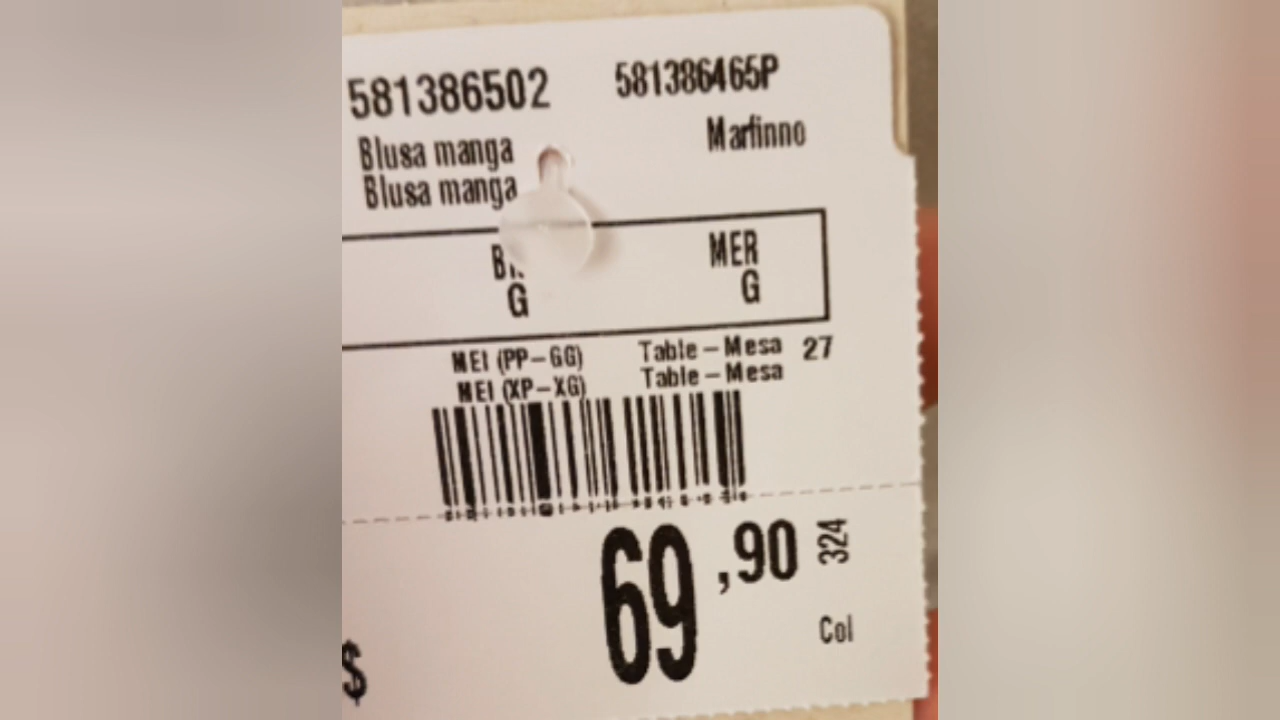 581386502 581386465P
Blusa manga Marfinno
Blusa manga
MER
G G
MEI (PP-GG) Table-Mesa 27
MEI (XP-XG) Table-Mesa
69,90 324
Col
$